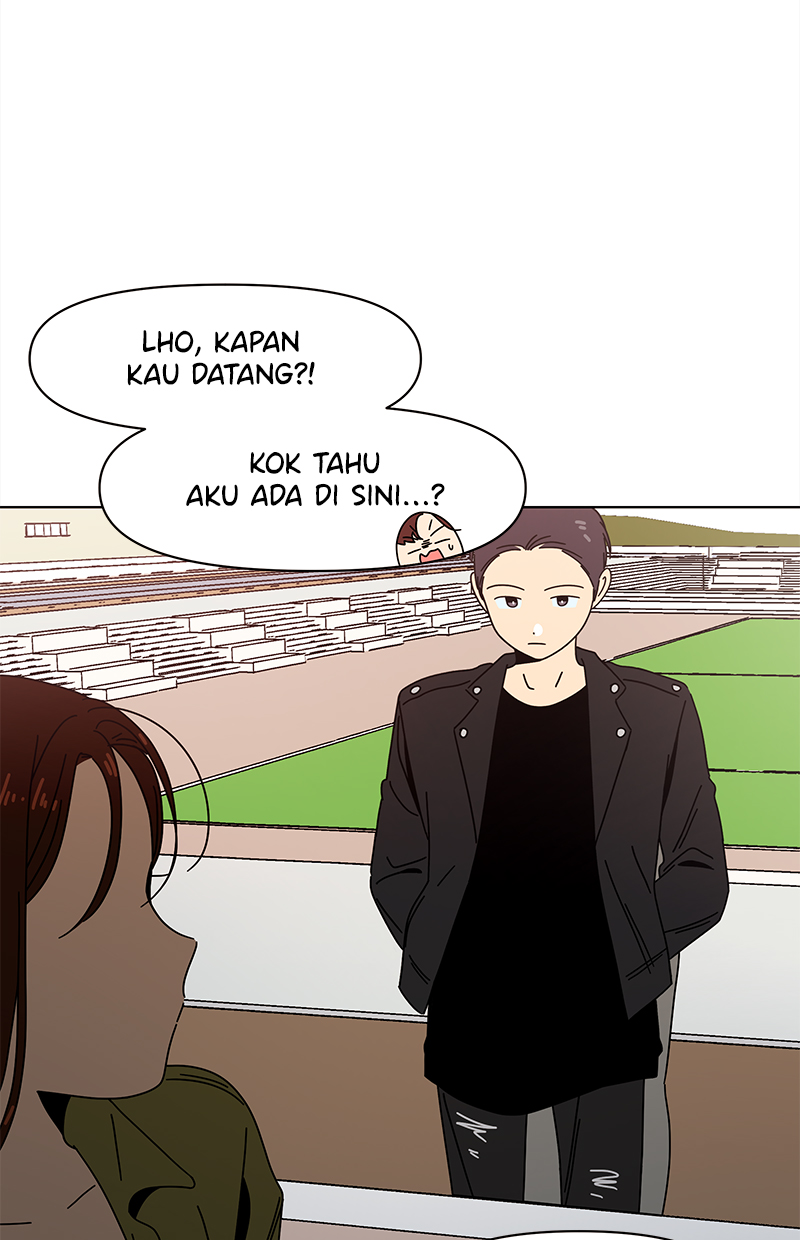 LHO, KAPAN
KAU DATANG?!
KOK TAHU
AKU ADA DI SINI...?